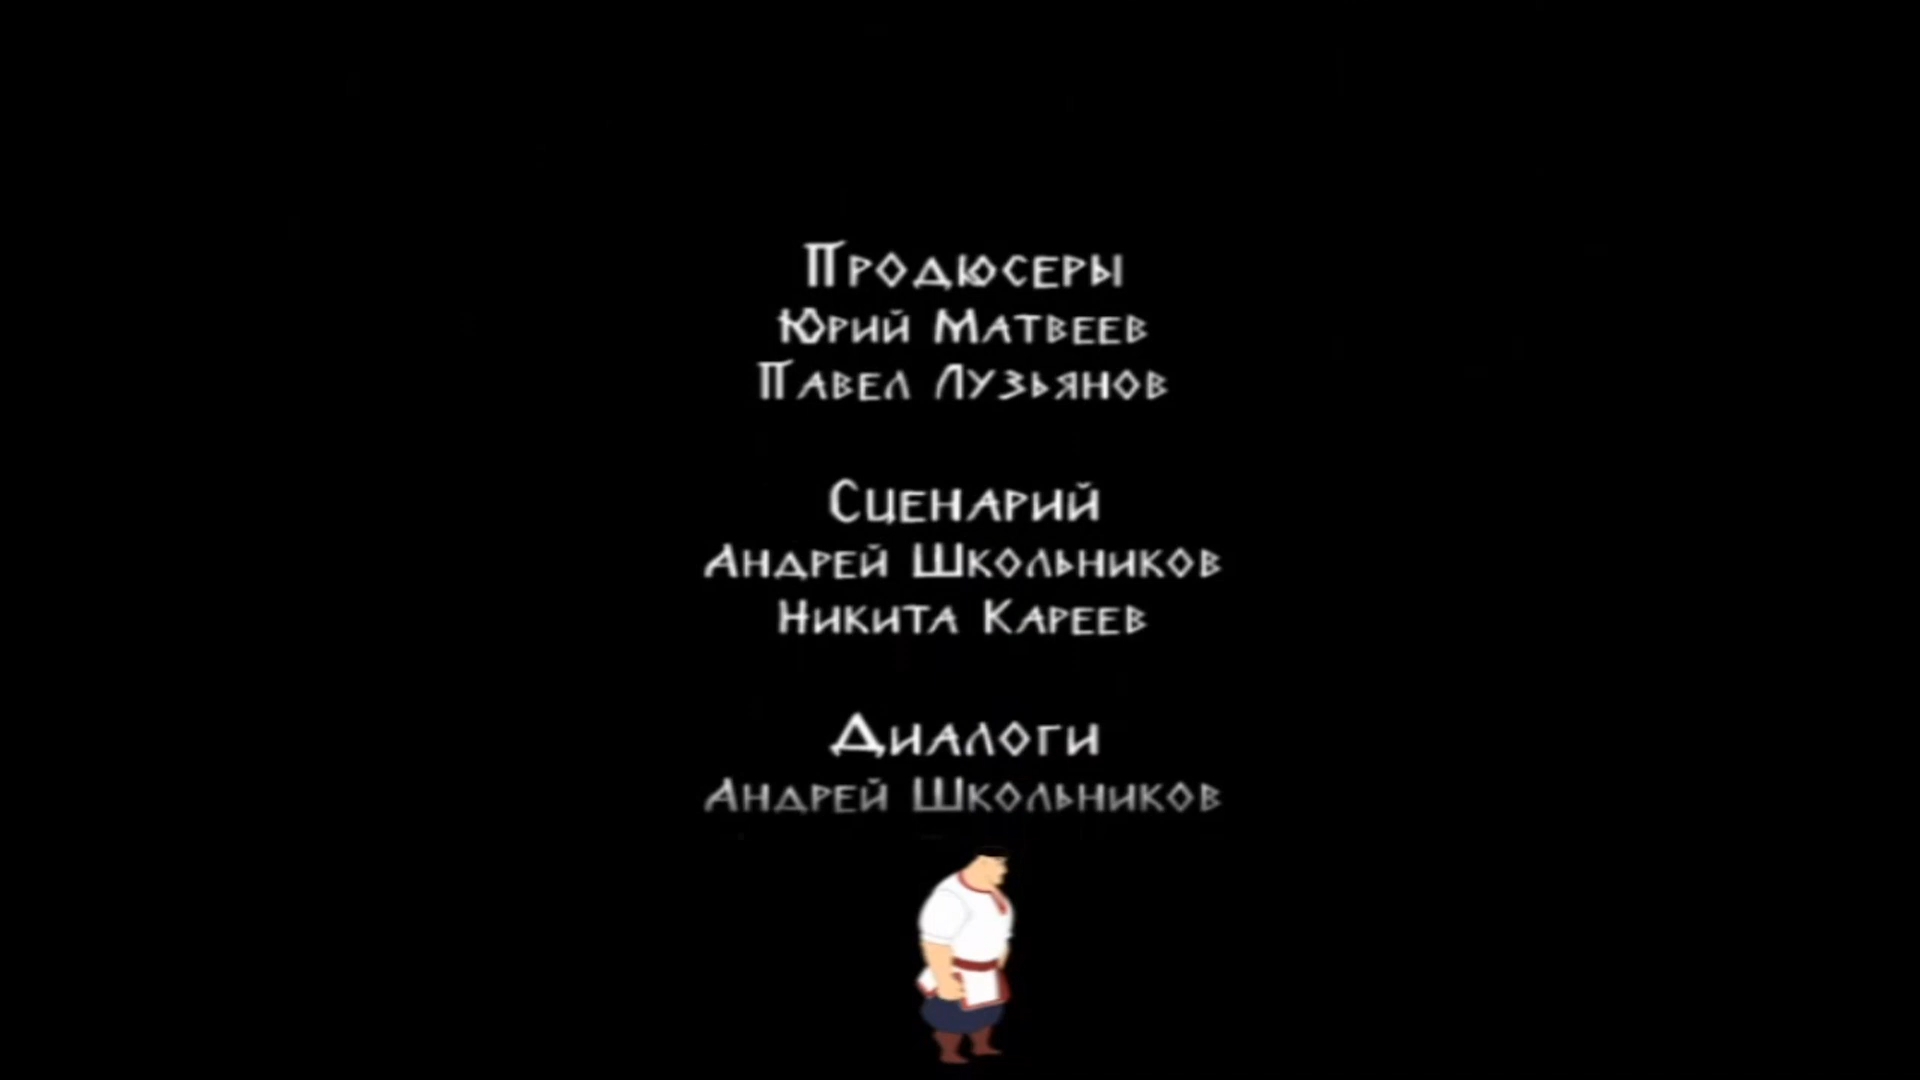 Продюсеры
Юрий Матвеев
Павел Лузьянов
Сценарий
Андрей Школьников
Никита Кареев
Диалоги
Андрей Школьников